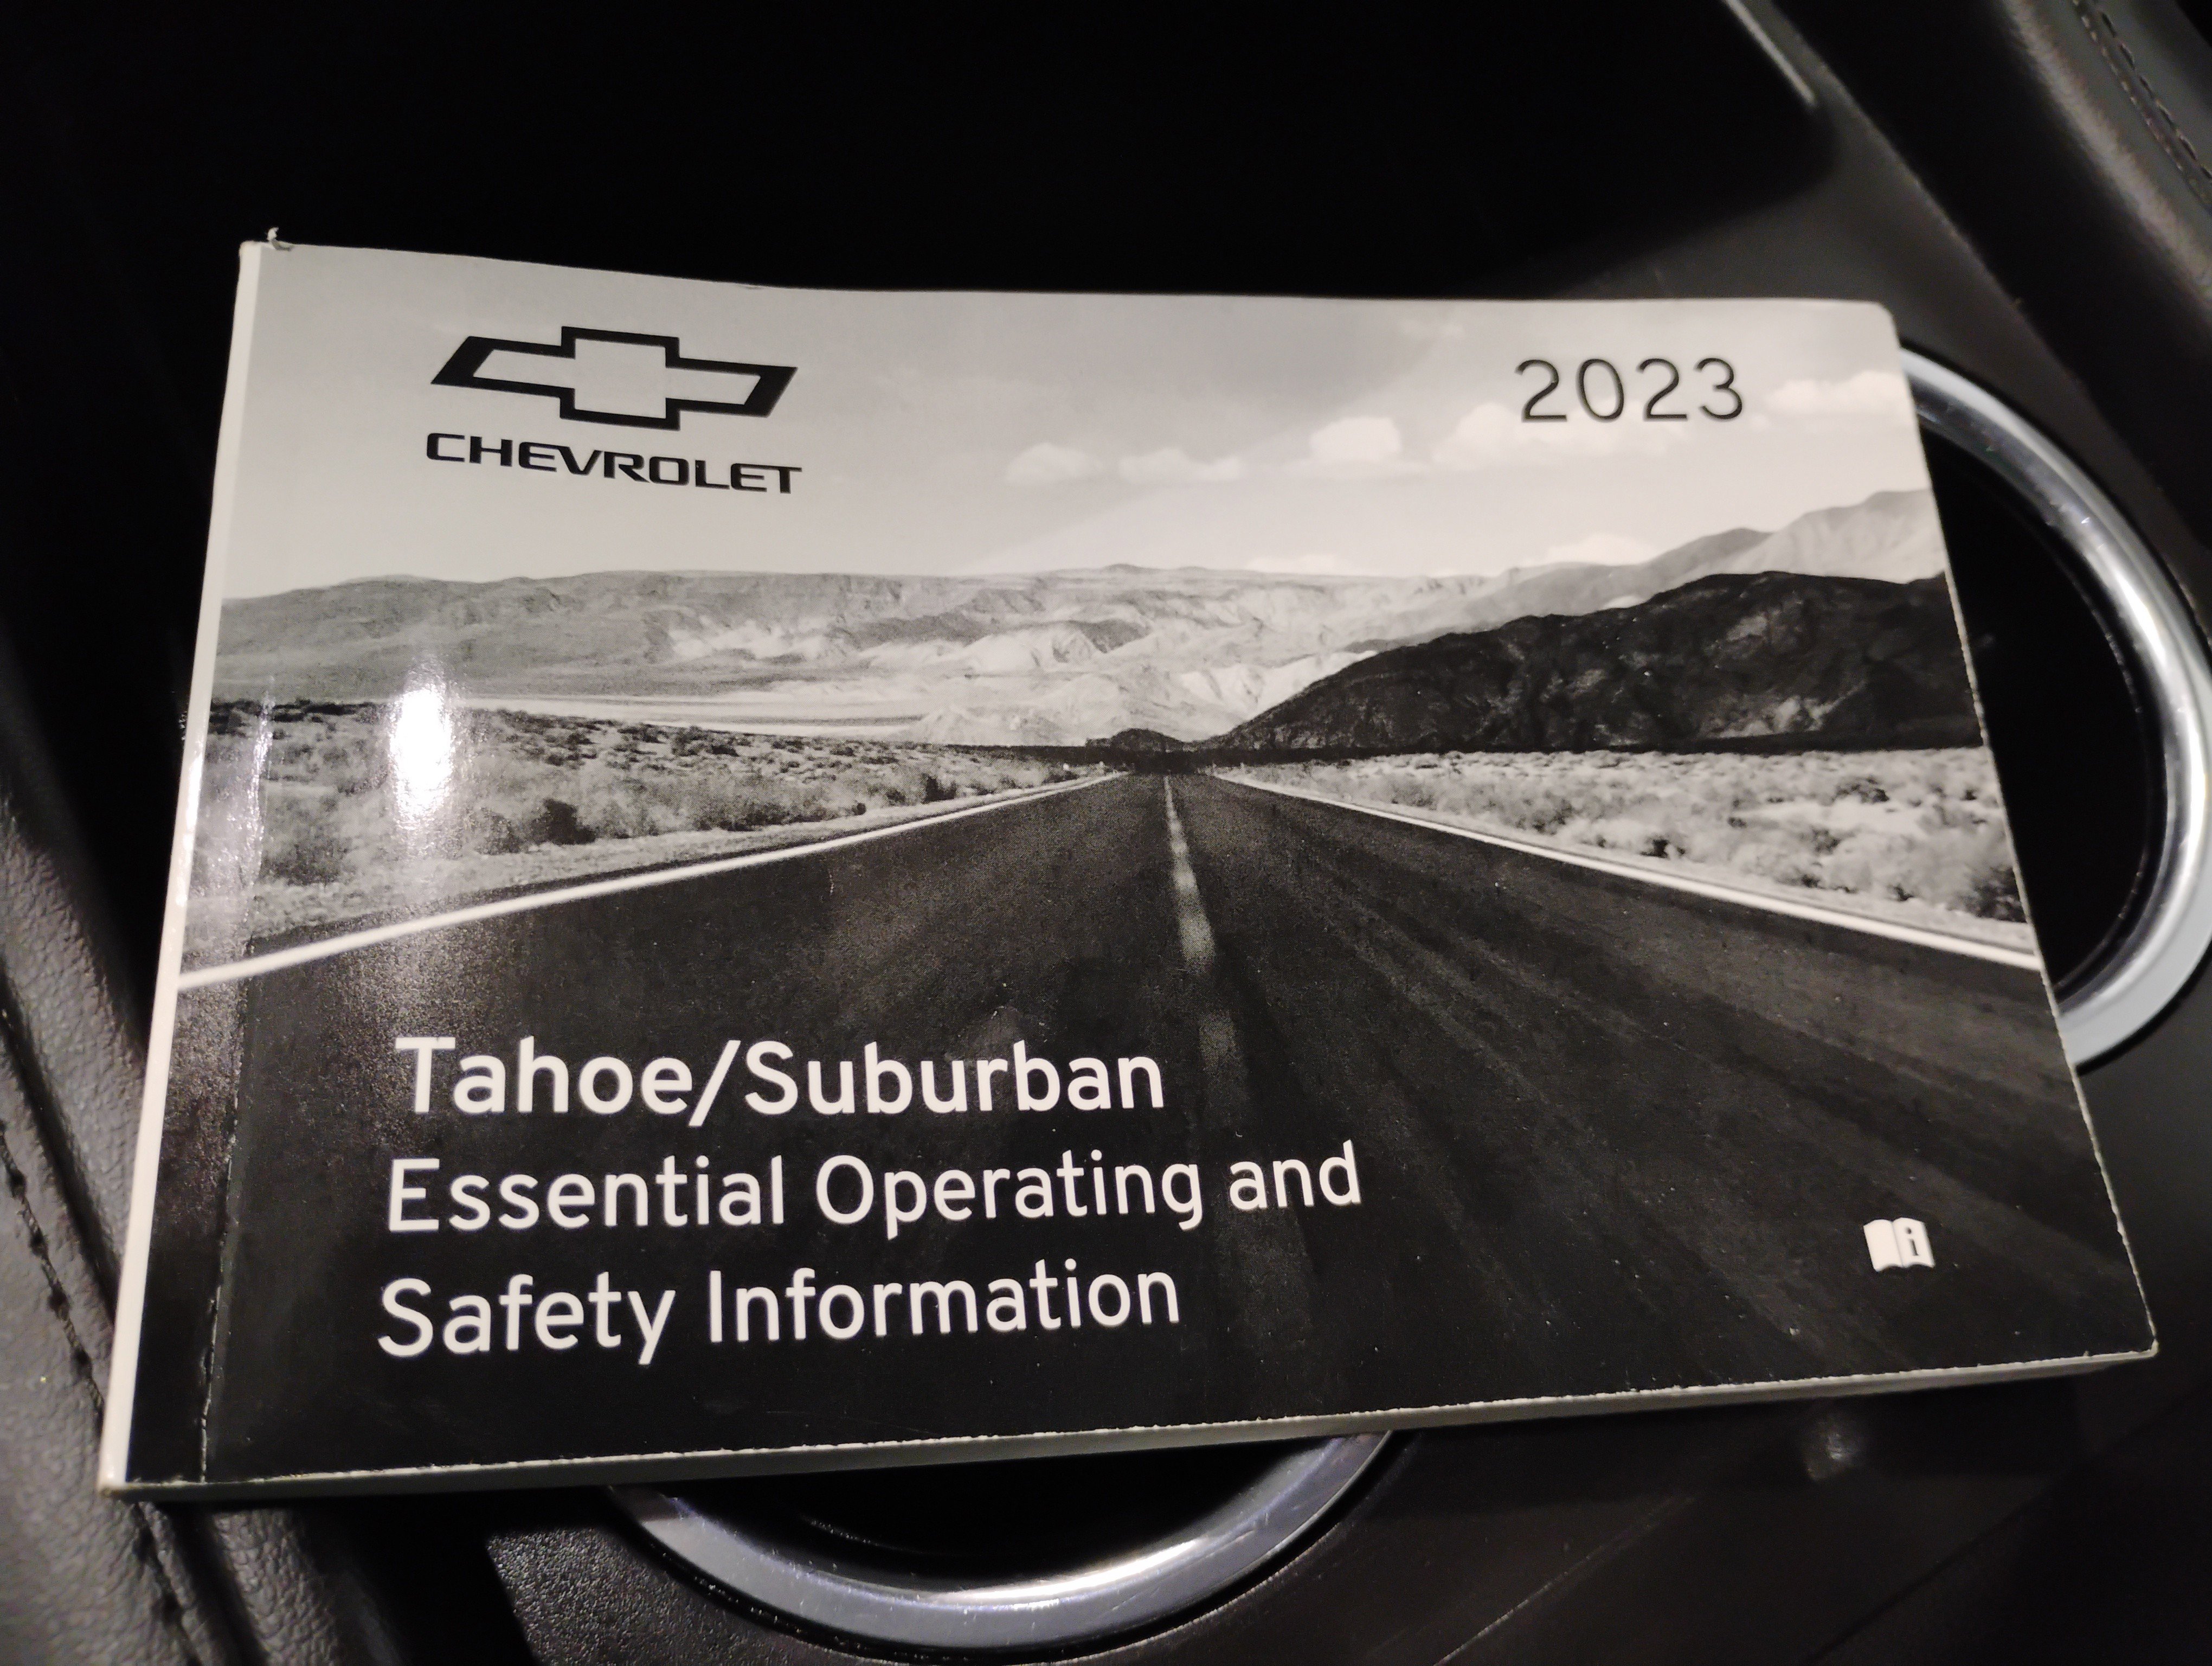 CHEVROLET
2023
Tahoe/Suburban
Essential Operating and
Safety Information
i